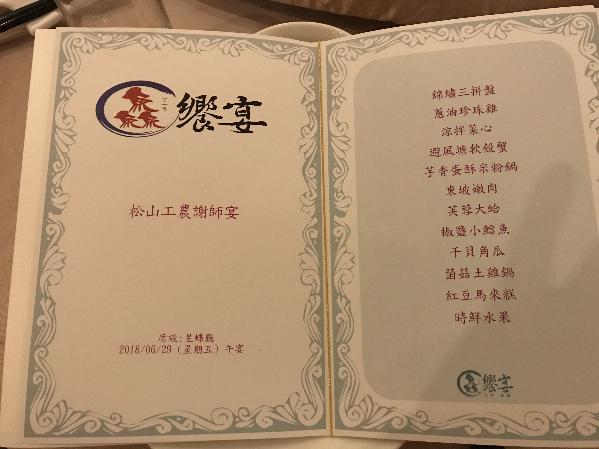 饗宴
松山工農謝師宴
席設:星蝶廳
2018/06/29（星期五）午宴
錦繡三拼盤
蔥油珍珠雞
涼拌菜心
避風塘軟殼蟹
芋香蛋酥米粉鍋
東坡嫩肉
芙蓉大蛤
椒鹽小鱈魚
干貝角瓜
菌菇土雞鍋
紅豆馬來糕
時鮮水果
饗宴